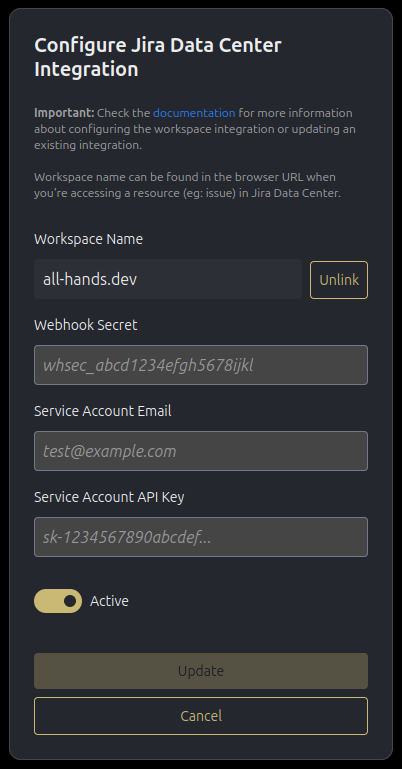 Configure Jira Data Center
Integration
Important: Check the documentation for more information
about configuring the workspace integration or updating an
existing integration.
Workspace name can be found in the browser URL when
you're accessing a resource (eg: issue) in Jira Data Center.
Workspace Name
all-hands.dev
Unlink
Webhook Secret
whsec_abcd1234efgh5678ijkl
Service Account Email
test@example.com
Service Account API Key
sk-1234567890abcdef...
Active
Update
Cancel